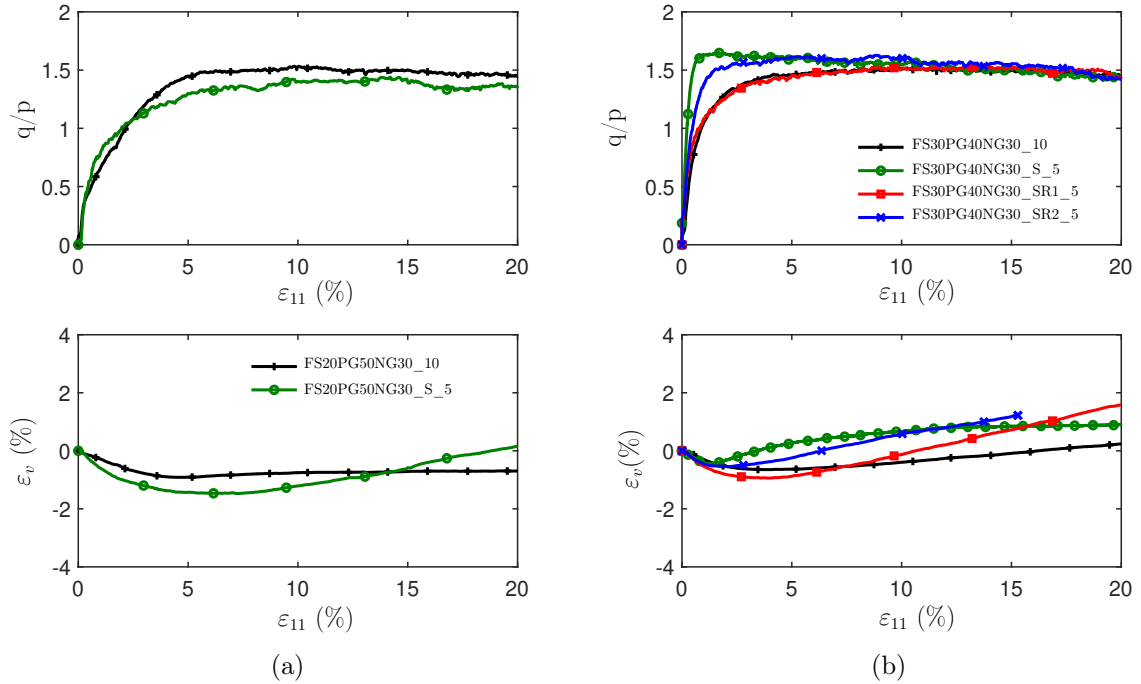 2
1.5
1
0.5
0
q/p
0 5 10 15 20
ε₁₁ (%)
2
1.5
1
0.5
0
q/p
FS30PG40NG30_10
FS30PG40NG30_S_5
FS30PG40NG30_SR1_5
FS30PG40NG30_SR2_5
0 5 10 15 20
ε₁₁ (%)
4
2
0
-2
-4
εᵥ (%)
FS20PG50NG30_10
FS20PG50NG30_S_5
0 5 10 15 20
ε₁₁ (%)
4
2
0
-2
-4
εᵥ(%)
0 5 10 15 20
ε₁₁ (%)
(a)
(b)